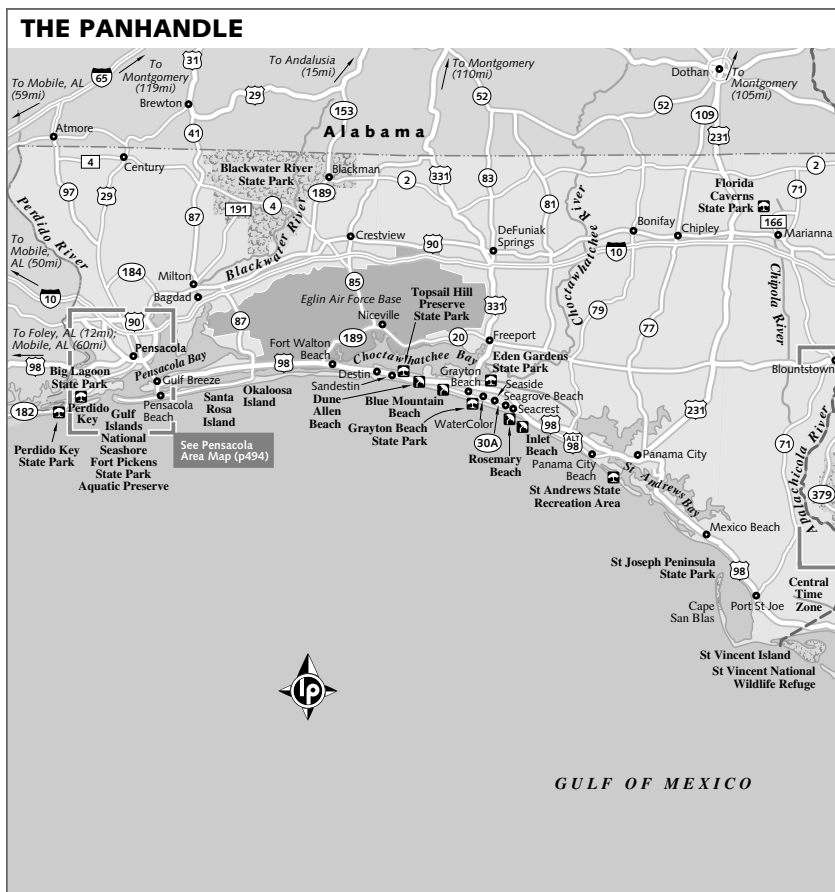 THE PANHANDLE
To Mobile, AL
(59mi)
65
To
Montgomery
(119mi)
31
To Andalusia
(15mi)
To Montgomery
(110mi)
Dothan
To
Montgomery
(105mi)
Brewton
29
153
52
52
109
231
Atmore
41
Alabama
4
Century
Blackwater River
State Park
Blackman
331
83
2
2
189
Florida
Caverns
State Park
71
97
29
87
191
4
81
166
Perdido River
Blackwater River
Choctawhatchee River
Bonifay
Chipley
Marianna
Crestview
90
DeFuniak
Springs
10
To
Mobile,
AL (50mi)
184
Milton
Bagdad
85
Chipola River
10
Eglin Air Force Base
Topsail Hill
Preserve
State Park
331
79
Niceville
77
90
87
To Foley, AL (12mi);
Mobile, AL (60mi)
189
20
Freeport
Pensacola
Fort Walton
Beach
Choctawhatchee Bay
98
98
Pensacola Bay
Eden Gardens
State Park
Blountstown
Big Lagoon
State Park
Gulf Breeze
Destin
Sandestin
Grayton
Beach
Seaside
Seagrove Beach
Seacrest
182
Perdido
Key
Pensacola
Beach
Santa
Rosa
Island
Okaloosa
Island
Dune
Allen
Beach
Blue Mountain
Beach
Grayton Beach
State Park
WaterColor
30A
98
231
Perdido Key
State Park
Gulf
Islands
National
Seashore
Fort Pickens
State Park
Aquatic Preserve
See Pensacola
Area Map (p494)
Rosemary
Beach
Inlet
Beach
ALT
98
Panama City
Beach
Panama City
71
Apalachicola River
379
St Andrews State
Recreation Area
St Andrews Bay
Mexico Beach
St Joseph Peninsula
State Park
98
Central
Time
Zone
Cape
San Blas
Port St Joe
St Vincent Island
St Vincent National
Wildlife Refuge
lp
GULF OF MEXICO